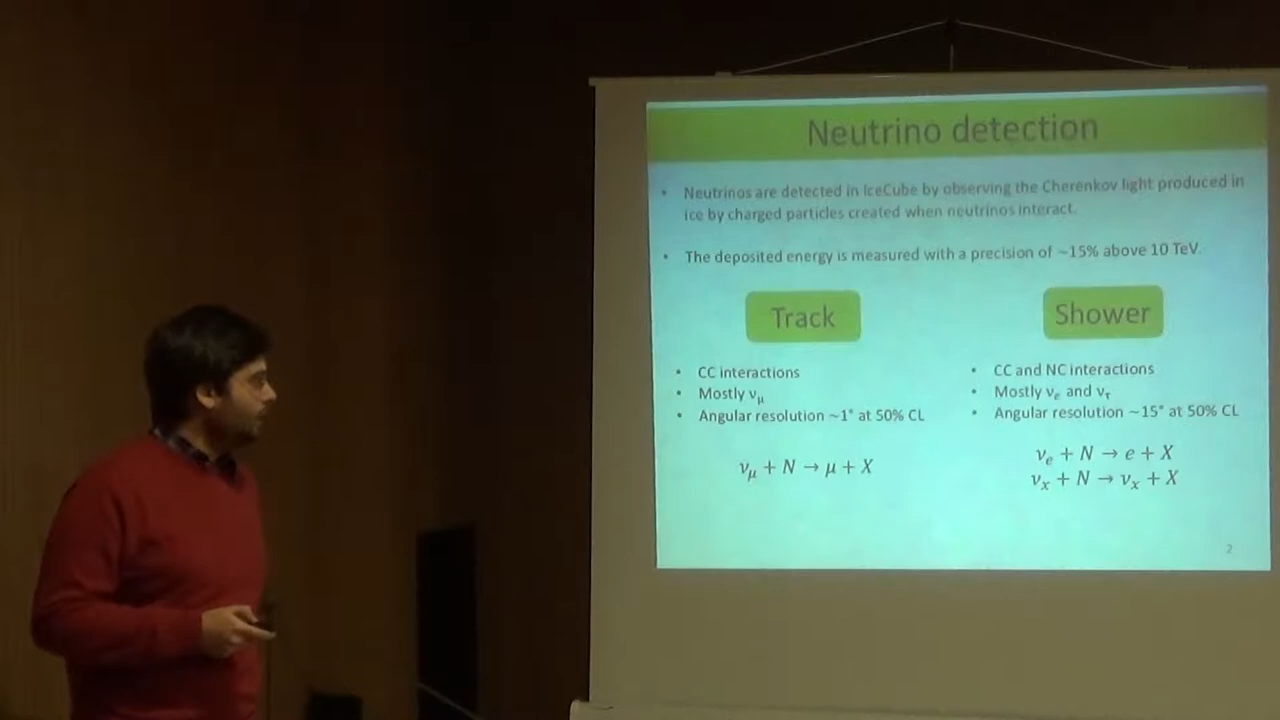 Neutrino detection
• Neutrinos are detected in IceCube by observing the Cherenkov light produced in
ice by charged particles created when neutrinos interact.
• The deposited energy is measured with a precision of ~15% above 10 TeV.
Track
• CC interactions
• Mostly νμ
• Angular resolution ~1° at 50% CL
νμ + N → μ + X
Shower
• CC and NC interactions
• Mostly νe and ντ
• Angular resolution ~15° at 50% CL
νe + N → e + X
νx + N → νx + X
2